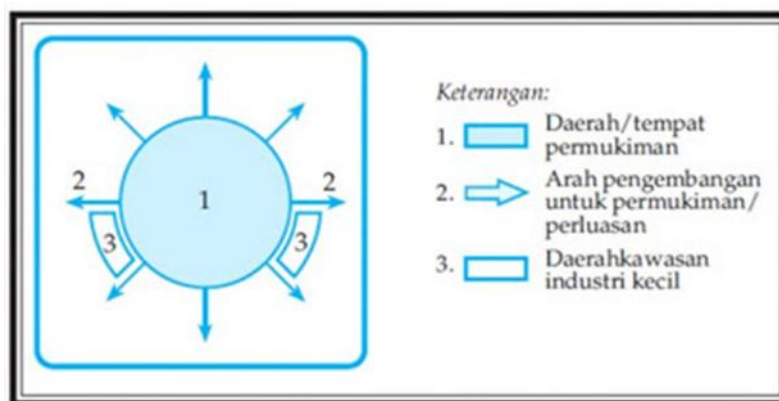 2
2
1
3
3
Keterangan:
1.
Daerah/tempat
permukiman
2.
Arah pengembangan
untuk permukiman/
perluasan
3.
Daerahkawasan
industri kecil